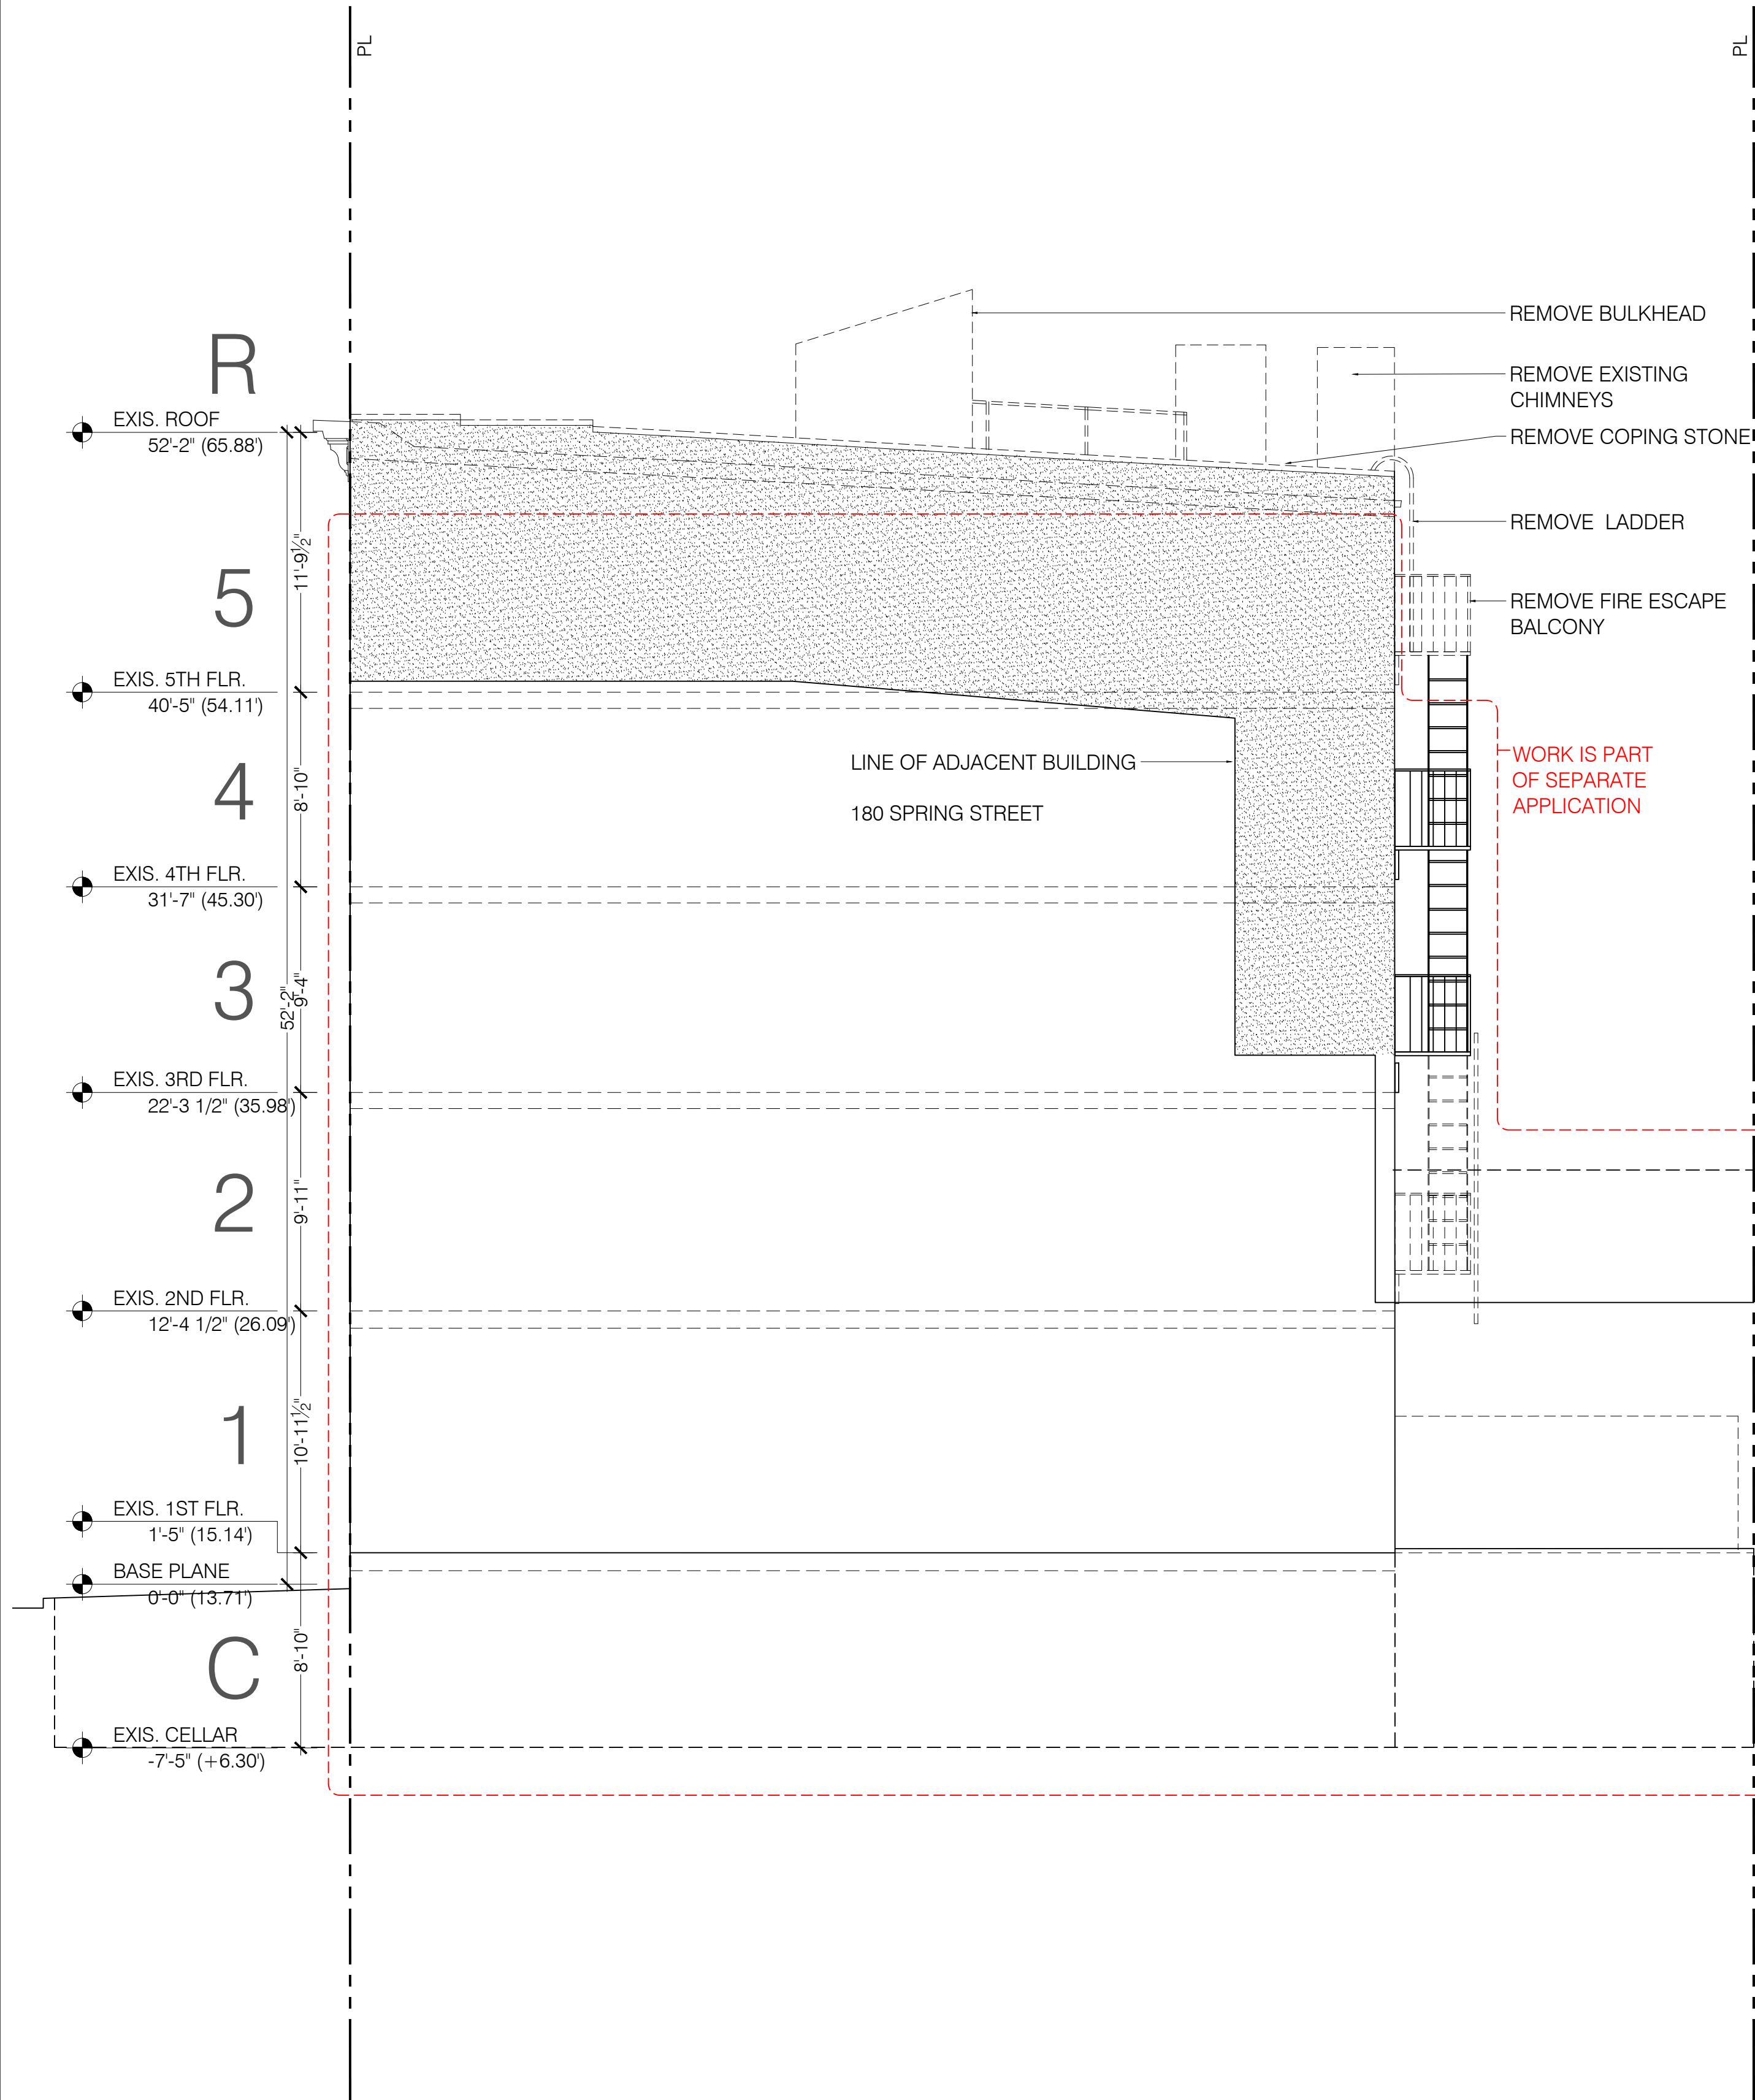 PL
PL
R
EXIS. ROOF
52'-2" (65.88')
REMOVE BULKHEAD
REMOVE EXISTING
CHIMNEYS
REMOVE COPING STONE
REMOVE LADDER
11'-9 1/2"
5
REMOVE FIRE ESCAPE
BALCONY
EXIS. 5TH FLR.
40'-5" (54.11')
4
8'-10"
LINE OF ADJACENT BUILDING
180 SPRING STREET
WORK IS PART
OF SEPARATE
APPLICATION
EXIS. 4TH FLR.
31'-7" (45.30')
3
52'-2"
9'-4"
EXIS. 3RD FLR.
22'-3 1/2" (35.98')
2
9'-11"
EXIS. 2ND FLR.
12'-4 1/2" (26.09')
1
10'-11 1/2"
EXIS. 1ST FLR.
1'-5" (15.14')
BASE PLANE
0'-0" (13.71')
C
8'-10"
EXIS. CELLAR
-7'-5" (+6.30')